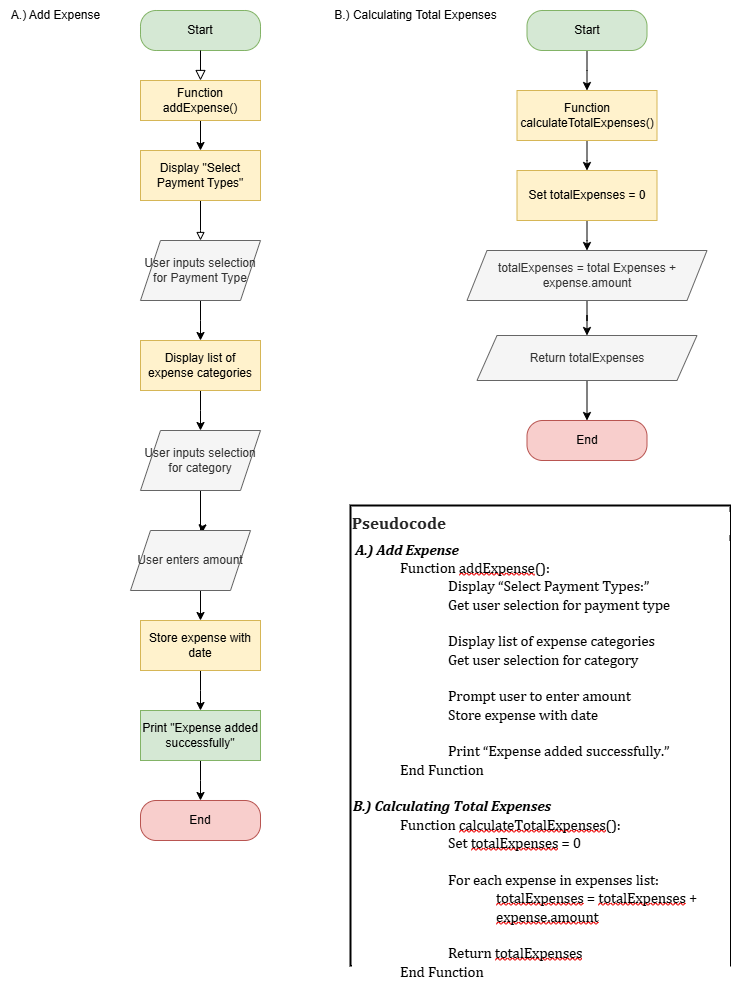 A.) Add Expense
Start
Function
addExpense()
Display "Select
Payment Types"
User inputs selection
for Payment Type
Display list of
expense categories
User inputs selection
for category
User enters amount
Store expense with
date
Print "Expense added
successfully"
End
B.) Calculating Total Expenses
Start
Function
calculateTotalExpenses()
Set totalExpenses = 0
totalExpenses = total Expenses +
expense.amount
Return totalExpenses
End
Pseudocode
A.) Add Expense
Function addExpense():
Display “Select Payment Types:”
Get user selection for payment type
Display list of expense categories
Get user selection for category
Prompt user to enter amount
Store expense with date
Print “Expense added successfully.”
End Function
B.) Calculating Total Expenses
Function calculateTotalExpenses():
Set totalExpenses = 0
For each expense in expenses list:
totalExpenses = totalExpenses +
expense.amount
Return totalExpenses
End Function